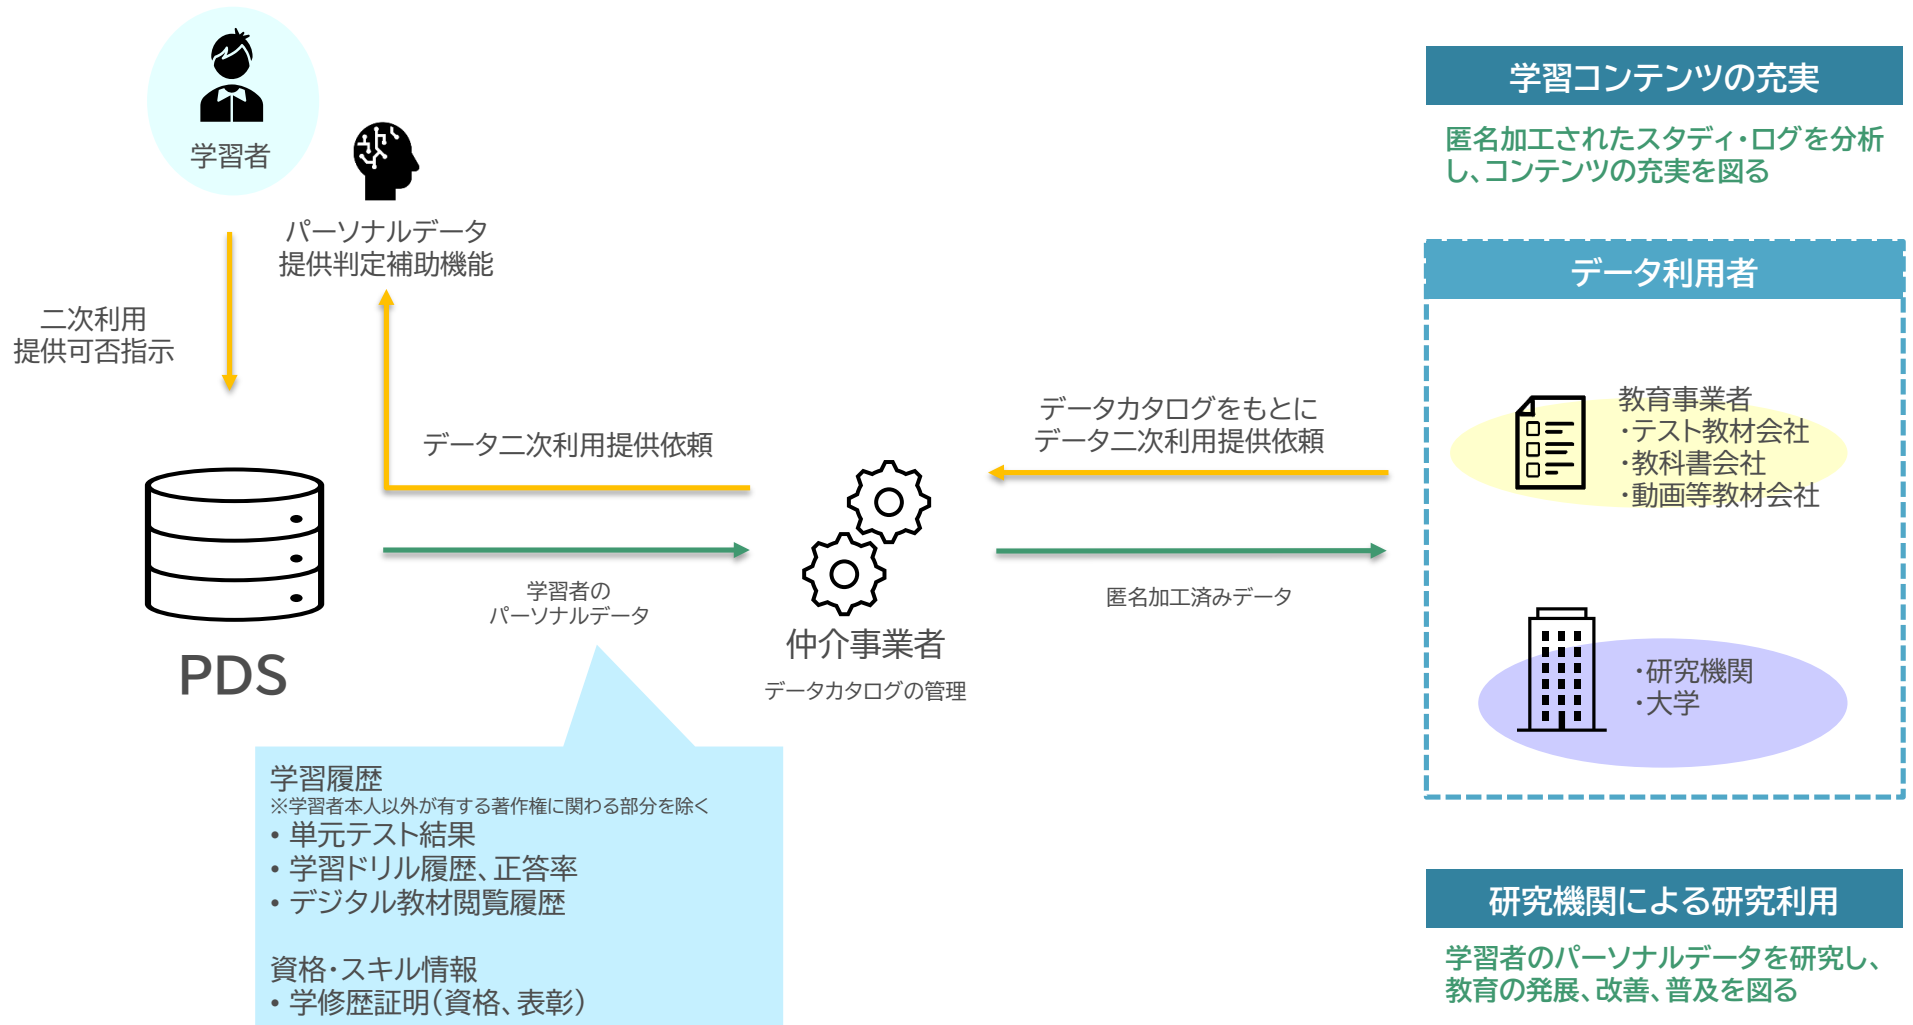 学習者
パーソナルデータ
提供判定補助機能
二次利用
提供可否指示
データ二次利用提供依頼
データカタログをもとに
データ二次利用提供依頼
PDS
学習者の
パーソナルデータ
仲介事業者
データカタログの管理
匿名加工済みデータ
学習履歴
※学習者本人以外が有する著作権に関わる部分を除く
• 単元テスト結果
• 学習ドリル履歴、正答率
• デジタル教材閲覧履歴
資格・スキル情報
• 学修歴証明（資格、表彰）
学習コンテンツの充実
匿名加工されたスタディ・ログを分析
し、コンテンツの充実を図る
データ利用者
教育事業者
・テスト教材会社
・教科書会社
・動画等教材会社
・研究機関
・大学
研究機関による研究利用
学習者のパーソナルデータを研究し、
教育の発展、改善、普及を図る